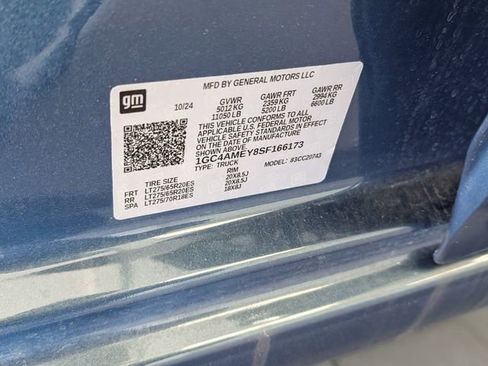 gm
MFD BY GENERAL MOTORS LLC
10/24 GVWR GAWR FRT GAWR RR
5012 KG 2359 KG 2994 KG
11050 LB 5200 LB 6600 LB
THIS VEHICLE CONFORMS TO ALL
APPLICABLE U.S. FEDERAL MOTOR
VEHICLE SAFETY STANDARDS IN EFFECT
ON THE DATE OF MANUFACTURE SHOWN ABOVE.
1GC4AMEY8SF166173
TYPE: TRUCK MODEL: 83CC20743
TIRE SIZE RIM
FRT LT275/65R20ES 20X8.5J
RR LT275/65R20ES 20X8.5J
SPA LT275/70R18ES 18X8J